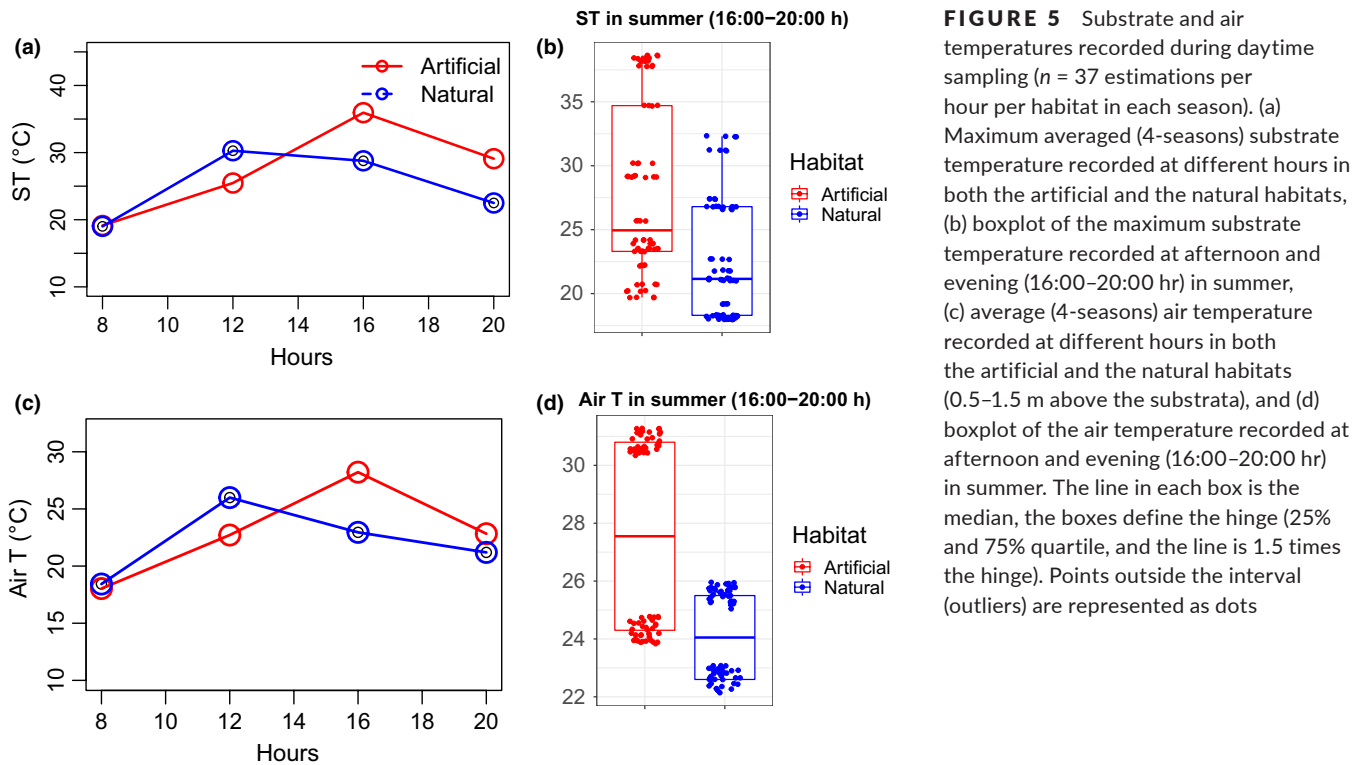 (a)
ST (°C)
40
30
20
10
Artificial
Natural
8 10 12 14 16 18 20
Hours
ST in summer (16:00−20:00 h)
(b)
35
30
25
20
Habitat
Artificial
Natural
(c)
Air T (°C)
30
25
20
15
10
8 10 12 14 16 18 20
Hours
(d)
Air T in summer (16:00−20:00 h)
30
28
26
24
22
Habitat
Artificial
Natural
FIGURE 5 Substrate and air
temperatures recorded during daytime
sampling (n = 37 estimations per
hour per habitat in each season). (a)
Maximum averaged (4-seasons) substrate
temperature recorded at different hours in
both the artificial and the natural habitats,
(b) boxplot of the maximum substrate
temperature recorded at afternoon and
evening (16:00–20:00 hr) in summer,
(c) average (4-seasons) air temperature
recorded at different hours in both
the artificial and the natural habitats
(0.5–1.5 m above the substrata), and (d)
boxplot of the air temperature recorded at
afternoon and evening (16:00–20:00 hr)
in summer. The line in each box is the
median, the boxes define the hinge (25%
and 75% quartile, and the line is 1.5 times
the hinge). Points outside the interval
(outliers) are represented as dots